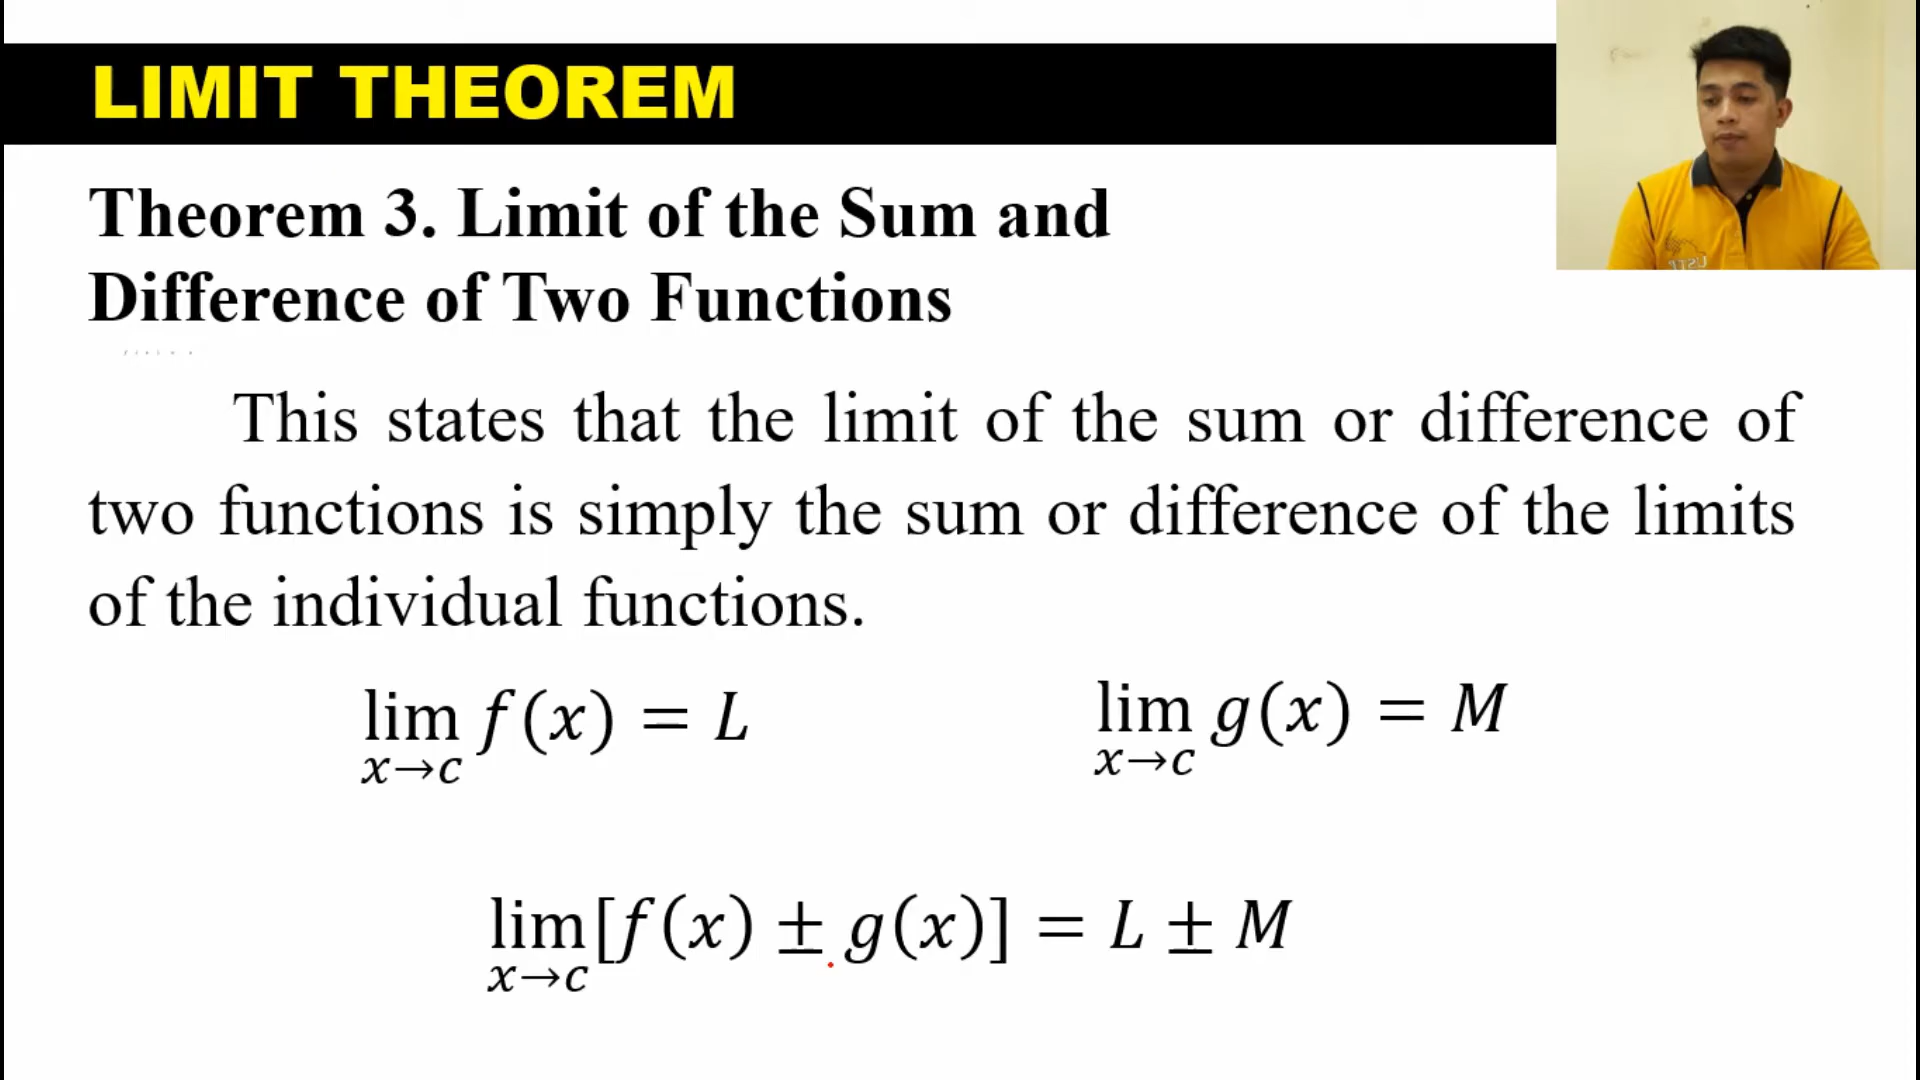 LIMIT THEOREM
Theorem 3. Limit of the Sum and
Difference of Two Functions
This states that the limit of the sum or difference of
two functions is simply the sum or difference of the limits
of the individual functions.
lim f(x) = L
x→c
lim g(x) = M
x→c
lim[f(x) ± g(x)] = L ± M
x→c